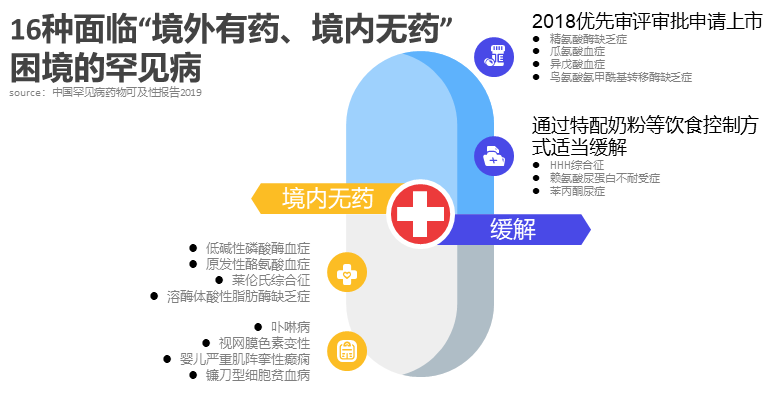 16种面临“境外有药、境内无药”
困境的罕见病
source：中国罕见病药物可及性报告2019
2018优先审评审批申请上市
● 精氨酸酶缺乏症
● 瓜氨酸血症
● 异戊酸血症
● 鸟氨酸氨甲酰基转移酶缺乏症
通过特配奶粉等饮食控制方
式适当缓解
● HHH综合征
● 赖氨酸尿蛋白不耐受症
● 苯丙酮尿症
境内无药
缓解
● 低碱性磷酸酶血症
● 原发性酪氨酸血症
● 莱伦氏综合征
● 溶酶体酸性脂肪酶缺乏症
● 卟啉病
● 视网膜色素变性
● 婴儿严重肌阵挛性癫痫
● 镰刀型细胞贫血病